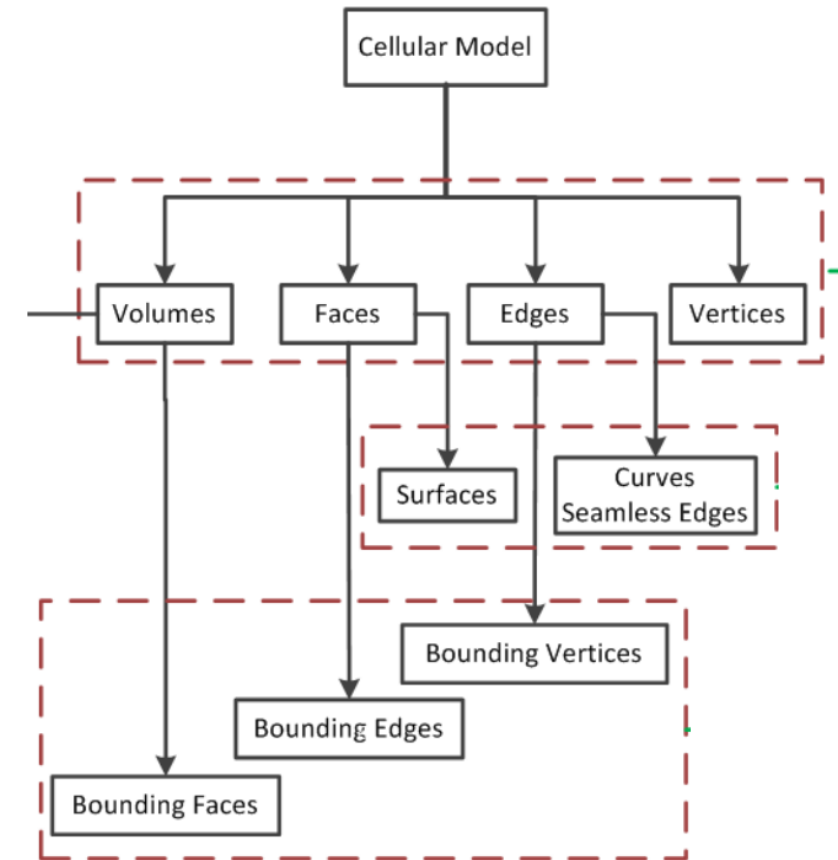 Cellular Model
Volumes
Faces
Edges
Vertices
Surfaces
Curves
Seamless Edges
Bounding Vertices
Bounding Edges
Bounding Faces